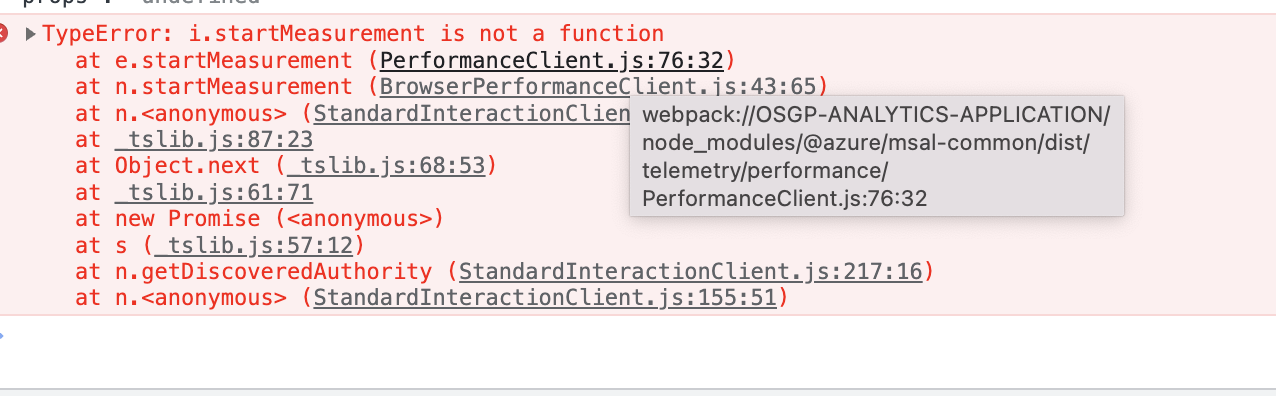 TypeError: i.startMeasurement is not a function
at e.startMeasurement (PerformanceClient.js:76:32)
at n.startMeasurement (BrowserPerformanceClient.js:43:65)
at n.<anonymous> (StandardInteractionClien
at _tslib.js:87:23
at Object.next (_tslib.js:68:53)
at _tslib.js:61:71
at new Promise (<anonymous>)
at s (_tslib.js:57:12)
at n.getDiscoveredAuthority (StandardInteractionClient.js:217:16)
at n.<anonymous> (StandardInteractionClient.js:155:51)
webpack://OSGP-ANALYTICS-APPLICATION/
node_modules/@azure/msal-common/dist/
telemetry/performance/
PerformanceClient.js:76:32